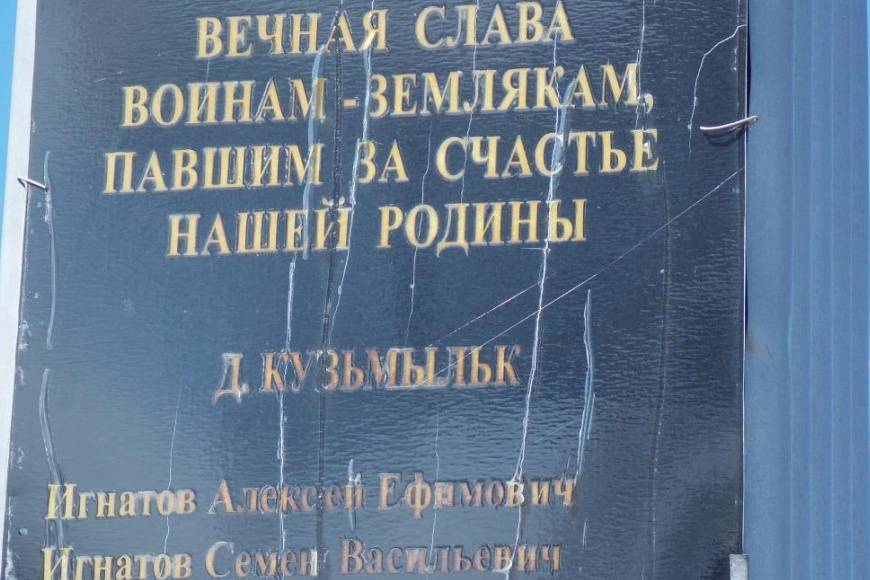 ВЕЧНАЯ СЛАВА
ВОИНАМ - ЗЕМЛЯКАМ,
ПАВШИМ ЗА СЧАСТЬЕ
НАШЕЙ РОДИНЫ
Д. КУЗЬМЫЛЬК
Игнатов Алексей Ефимович
Игнатов Семен Васильевич